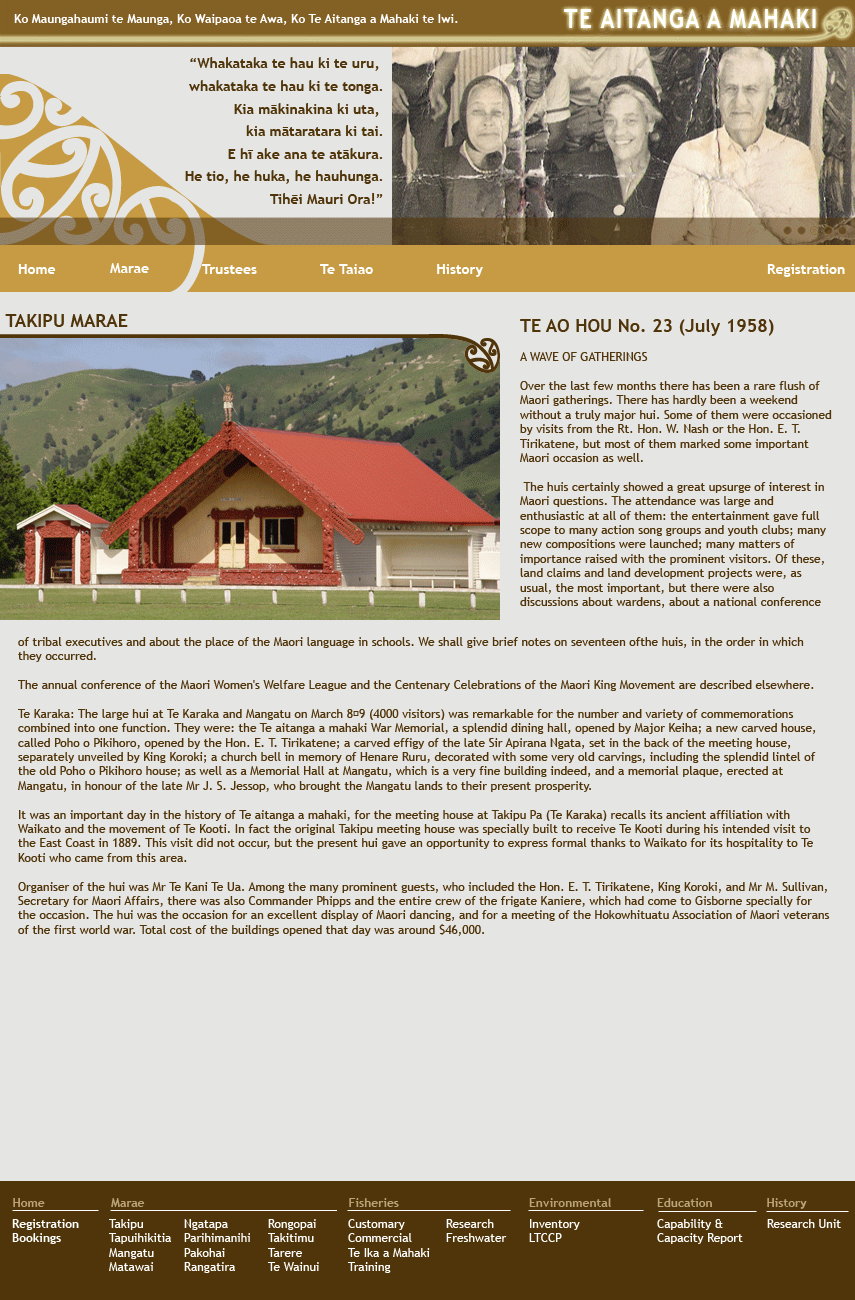 Ko Maungahaumi te Maunga, Ko Waipaoa te Awa, Ko Te Aitanga a Mahaki te Iwi.
TE AITANGA A MAHAKI
“Whakataka te hau ki te uru,
whakataka te hau ki te tonga.
Kia mākinakina ki uta,
kia mātaratara ki tai.
E hī ake ana te atākura.
He tio, he huka, he hauhunga.
Tihēi Mauri Ora!”
Home Marae Trustees Te Taiao History Registration
TAKIPU MARAE
TE AO HOU No. 23 (July 1958)
A WAVE OF GATHERINGS
Over the last few months there has been a rare flush of
Maori gatherings. There has hardly been a weekend
without a truly major hui. Some of them were occasioned
by visits from the Rt. Hon. W. Nash or the Hon. E. T.
Tirikatene, but most of them marked some important
Maori occasion as well.
The huis certainly showed a great upsurge of interest in
Maori questions. The attendance was large and
enthusiastic at all of them: the entertainment gave full
scope to many action song groups and youth clubs; many
new compositions were launched; many matters of
importance raised with the prominent visitors. Of these,
land claims and land development projects were, as
usual, the most important, but there were also
discussions about wardens, about a national conference
of tribal executives and about the place of the Maori language in schools. We shall give brief notes on seventeen ofthe huis, in the order in which
they occurred.
The annual conference of the Maori Women's Welfare League and the Centenary Celebrations of the Maori King Movement are described elsewhere.
Te Karaka: The large hui at Te Karaka and Mangatu on March 8¤9 (4000 visitors) was remarkable for the number and variety of commemorations
combined into one function. They were: the Te aitanga a mahaki War Memorial, a splendid dining hall, opened by Major Keiha; a new carved house,
called Poho o Pikihoro, opened by the Hon. E. T. Tirikatene; a carved effigy of the late Sir Apirana Ngata, set in the back of the meeting house,
separately unveiled by King Koroki; a church bell in memory of Henare Ruru, decorated with some very old carvings, including the splendid lintel of
the old Poho o Pikihoro house; as well as a Memorial Hall at Mangatu, which is a very fine building indeed, and a memorial plaque, erected at
Mangatu, in honour of the late Mr J. S. Jessop, who brought the Mangatu lands to their present prosperity.
It was an important day in the history of Te aitanga a mahaki, for the meeting house at Takipu Pa (Te Karaka) recalls its ancient affiliation with
Waikato and the movement of Te Kooti. In fact the original Takipu meeting house was specially built to receive Te Kooti during his intended visit to
the East Coast in 1889. This visit did not occur, but the present hui gave an opportunity to express formal thanks to Waikato for its hospitality to Te
Kooti who came from this area.
Organiser of the hui was Mr Te Kani Te Ua. Among the many prominent guests, who included the Hon. E. T. Tirikatene, King Koroki, and Mr M. Sullivan,
Secretary for Maori Affairs, there was also Commander Phipps and the entire crew of the frigate Kaniere, which had come to Gisborne specially for
the occasion. The hui was the occasion for an excellent display of Maori dancing, and for a meeting of the Hokowhituatu Association of Maori veterans
of the first world war. Total cost of the buildings opened that day was around $46,000.
Home Marae Fisheries Environmental Education History
Registration Takipu Ngatapa Rongopai Customary Research Inventory Capability & Research Unit
Bookings Tapuihikitia Parihimanihi Takitimu Commercial Freshwater LTCCP Capacity Report
Mangatu Pakohai Tarere Te Ika a Mahaki
Matawai Rangatira Te Wainui Training